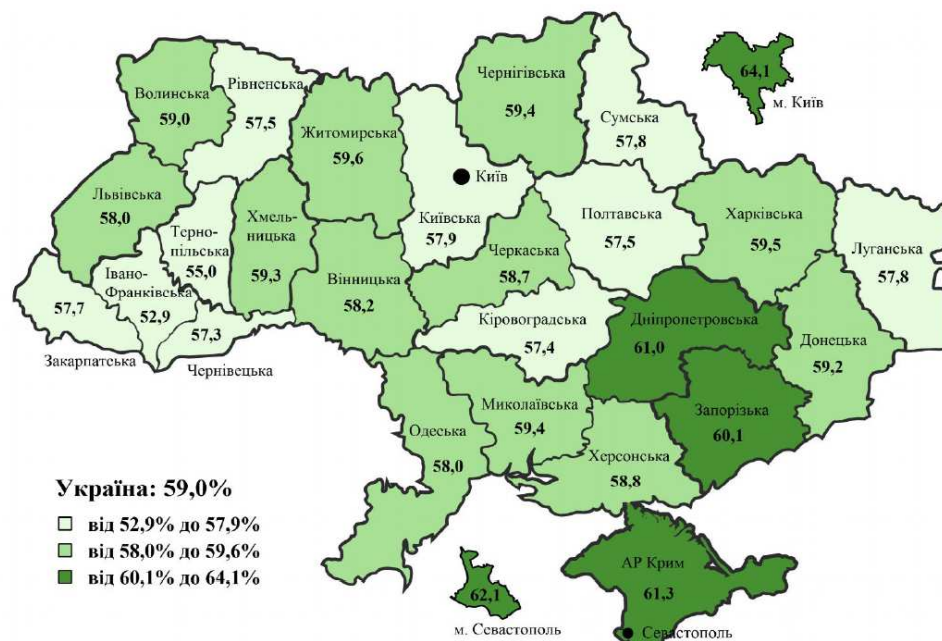 Волинська
59,0
Рівненська
57,5
Житомирська
59,6
Чернігівська
59,4
Сумська
57,8
64,1
м. Київ
Київ
Київська
57,9
Львівська
58,0
Терно-
пільська
55,0
Хмель-
ницька
59,3
Вінницька
58,2
Черкаська
58,7
Полтавська
57,5
Харківська
59,5
Луганська
57,8
57,7
Закарпатська
Івано-
Франківська
52,9
57,3
Чернівецька
Кіровоградська
57,4
Дніпропетровська
61,0
Донецька
59,2
Запорізька
60,1
Миколаївська
59,4
Одеська
58,0
Херсонська
58,8
АР Крим
61,3
Севастополь
62,1
м. Севастополь
Україна: 59,0%
від 52,9% до 57,9%
від 58,0% до 59,6%
від 60,1% до 64,1%